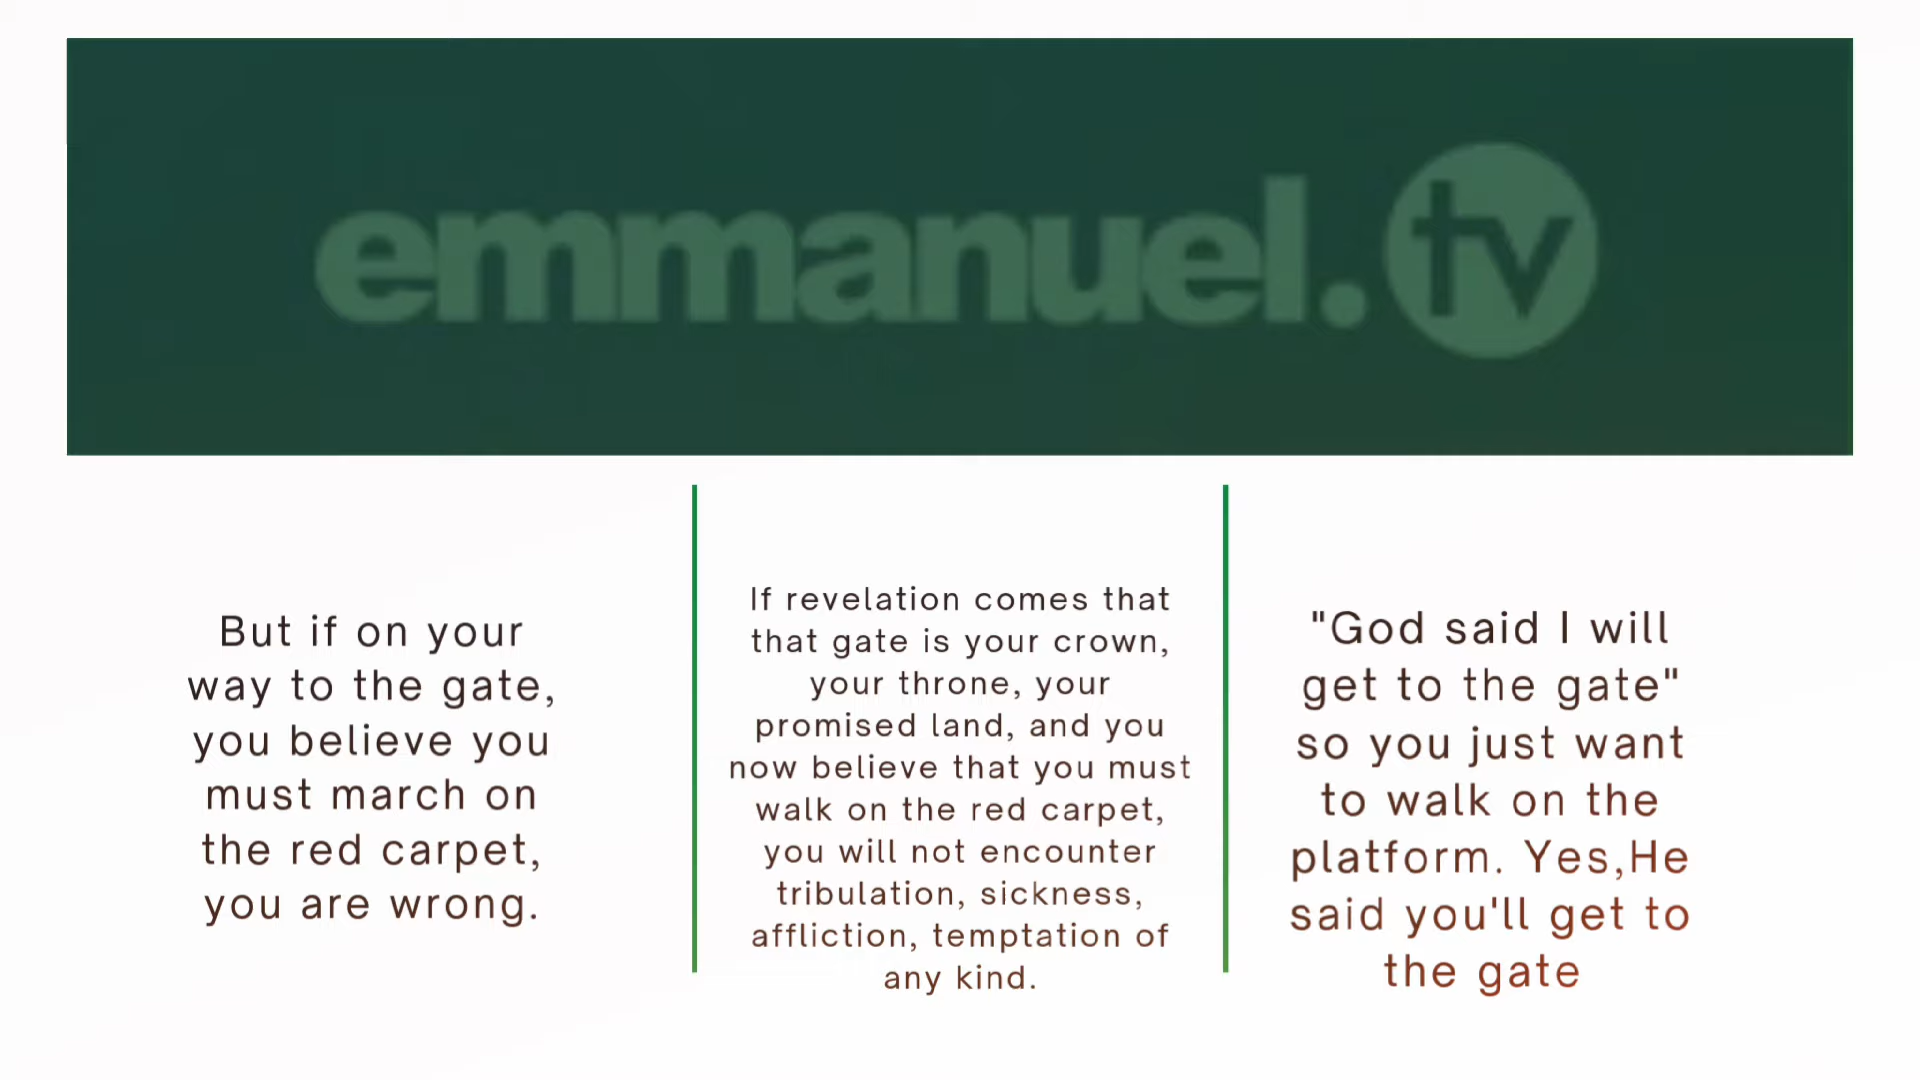 emmanuel.tv
But if on your
way to the gate,
you believe you
must march on
the red carpet,
you are wrong.
If revelation comes that
that gate is your crown,
your throne, your
promised land, and you
now believe that you must
walk on the red carpet,
you will not encounter
tribulation, sickness,
affliction, temptation of
any kind.
"God said I will
get to the gate"
so you just want
to walk on the
platform. Yes,He
said you'll get to
the gate